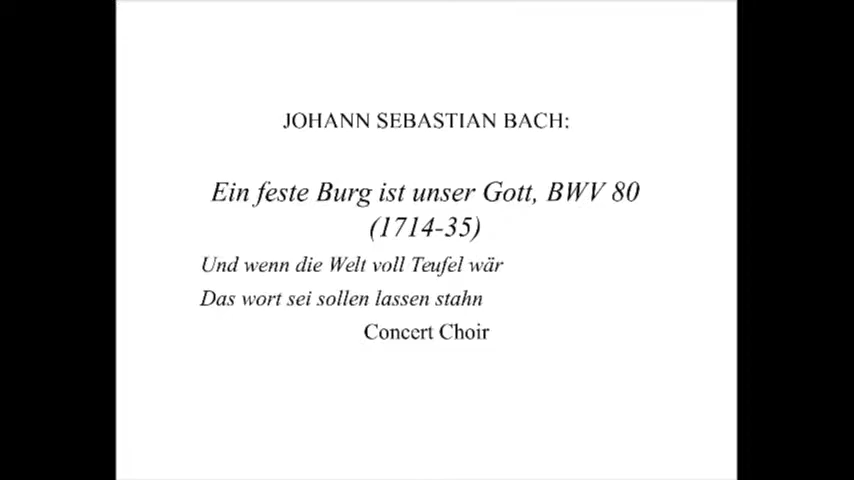 JOHANN SEBASTIAN BACH:
Ein feste Burg ist unser Gott, BWV 80
(1714-35)
Und wenn die Welt voll Teufel wär
Das wort sei sollen lassen stahn
Concert Choir